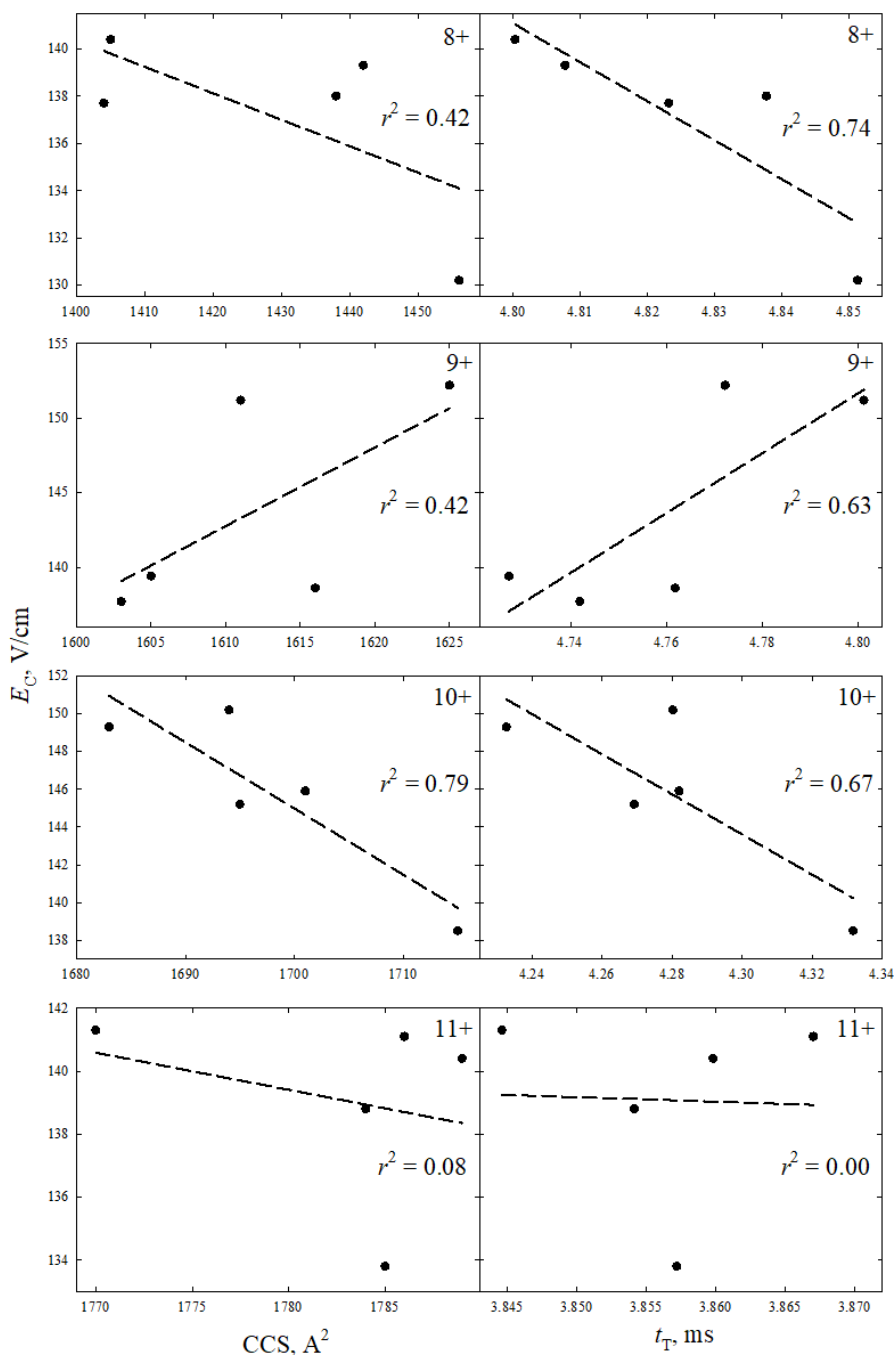 8+
r² = 0.42
140
138
136
134
132
130
1400 1410 1420 1430 1440 1450
8+
r² = 0.74
4.80 4.81 4.82 4.83 4.84 4.85
9+
r² = 0.42
155
150
145
140
1600 1605 1610 1615 1620 1625
9+
r² = 0.63
4.74 4.76 4.78 4.80
E_C, V/cm
10+
r² = 0.79
152
150
148
146
144
142
140
138
1680 1690 1700 1710
10+
r² = 0.67
4.24 4.26 4.28 4.30 4.32 4.34
11+
r² = 0.08
142
140
138
136
134
1770 1775 1780 1785
11+
r² = 0.00
3.845 3.850 3.855 3.860 3.865 3.870
CCS, A²
t_T, ms